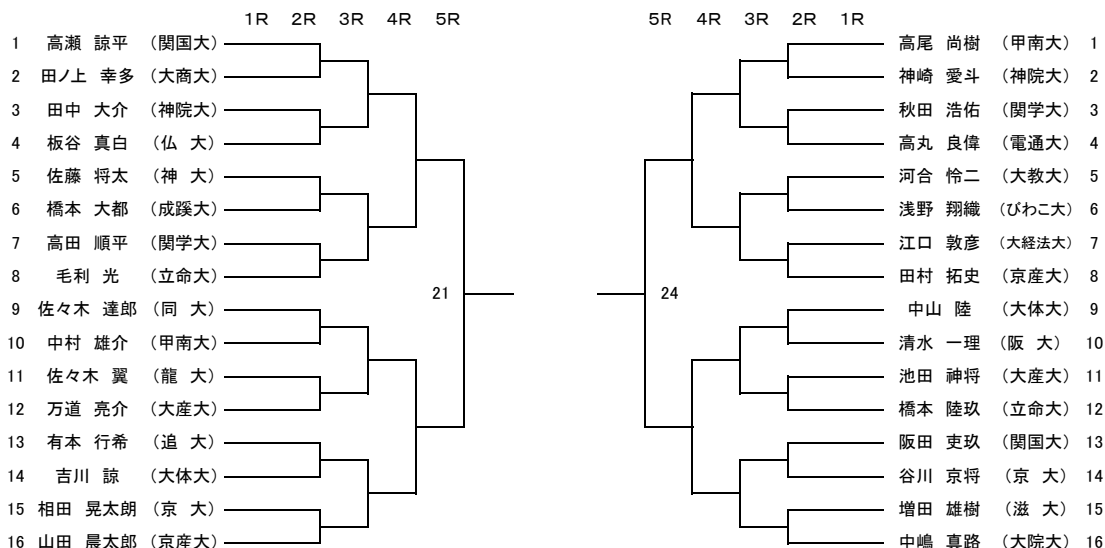 1R 2R 3R 4R 5R
1 高瀬 諒平 (関国大)
2 田ノ上 幸多 (大商大)
3 田中 大介 (神院大)
4 板谷 真白 (仏 大)
5 佐藤 将太 (神 大)
6 橋本 大都 (成蹊大)
7 高田 順平 (関学大)
8 毛利 光 (立命大)
21
9 佐々木 達郎 (同 大)
10 中村 雄介 (甲南大)
11 佐々木 翼 (龍 大)
12 万道 亮介 (大産大)
13 有本 行希 (追 大)
14 吉川 諒 (大体大)
15 相田 晃太朗 (京 大)
16 山田 晨太郎 (京産大)
5R 4R 3R 2R 1R
高尾 尚樹 (甲南大) 1
神崎 愛斗 (神院大) 2
秋田 浩佑 (関学大) 3
高丸 良偉 (電通大) 4
河合 怜二 (大教大) 5
浅野 翔織 (びわこ大) 6
江口 敦彦 (大経法大) 7
田村 拓史 (京産大) 8
24
中山 陸 (大体大) 9
清水 一理 (阪 大) 10
池田 神将 (大産大) 11
橋本 陸玖 (立命大) 12
阪田 吏玖 (関国大) 13
谷川 京将 (京 大) 14
増田 雄樹 (滋 大) 15
中嶋 真路 (大院大) 16